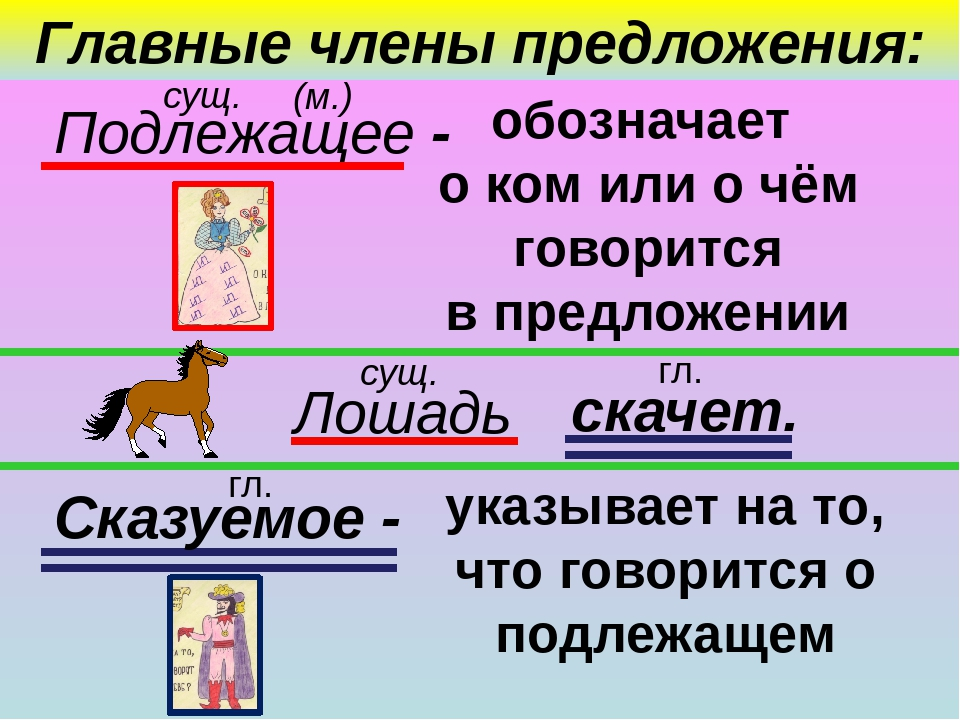 Главные члены предложения:
сущ. (м.)
Подлежащее -
обозначает
о ком или о чём
говорится
в предложении
сущ. гл.
Лошадь скачет.
гл.
Сказуемое -
указывает на то,
что говорится о
подлежащем